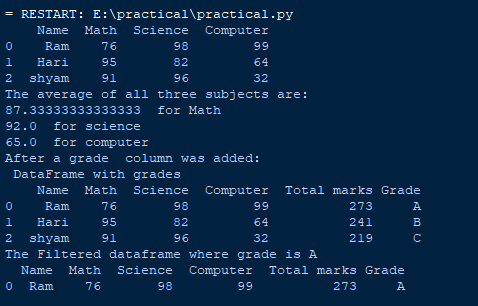 = RESTART: E:\practical\practical.py
    Name  Math  Science  Computer
0    Ram    76       98        99
1   Hari    95       82        64
2  shyam    91       96        32
The average of all three subjects are:
87.33333333333333  for Math
92.0  for science
65.0  for computer
After a grade  column was added:
 DataFrame with grades
    Name  Math  Science  Computer  Total marks Grade
0    Ram    76       98        99          273     A
1   Hari    95       82        64          241     B
2  shyam    91       96        32          219     C
The Filtered dataframe where grade is A
  Name  Math  Science  Computer  Total marks Grade
0  Ram    76       98        99          273     A